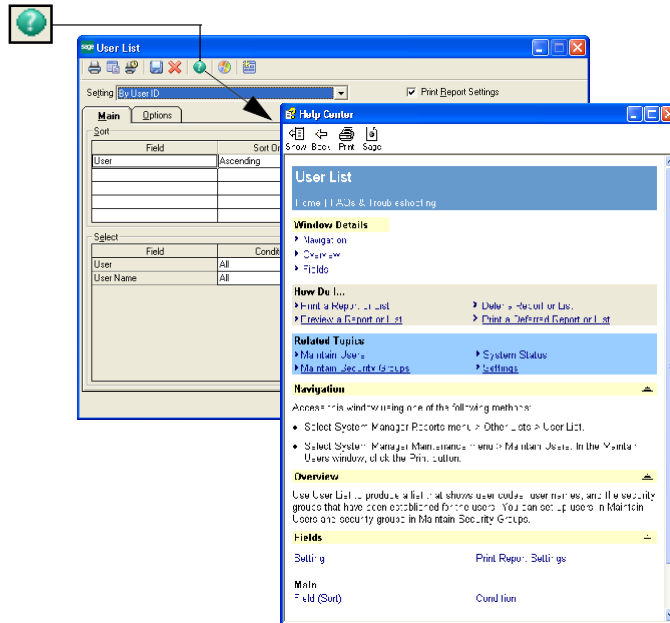 sage User List
Setting By User ID
Print Report Settings
Main Options
Sort
Field Sort Or
User Ascending
Select
Field Condit
User All
User Name All
Help Center
Show Back Print Sage
User List
Home | FAQs & Troubleshooting
Window Details
Navigation
Overview
Fields
How Do I...
Print a Report or List Defer a Report or List
Preview a Report or List Print a Deferred Report or List
Related Topics
Maintain Users System Status
Maintain Security Groups Settings
Navigation
Access this window using one of the following methods:
• Select System Manager Reports menu > Other Lists > User List.
• Select System Manager Maintenance menu > Maintain Users. In the Maintain
Users window, click the Print button.
Overview
Use User List to produce a list that shows user codes, user names, and the security
groups that have been established for the users. You can set up users in Maintain
Users and security groups in Maintain Security Groups.
Fields
Setting Print Report Settings
Main
Field (Sort) Condition